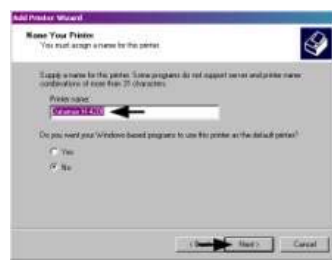 Add Printer Wizard
Name Your Printer
You must assign a name for this printer.
Supply a name for this printer. Some programs do not support server and printer name
combinations of more than 31 characters.
Printer name:
Do you want your Windows-based programs to use this printer as the default printer?
Yes
No
Next >
Cancel